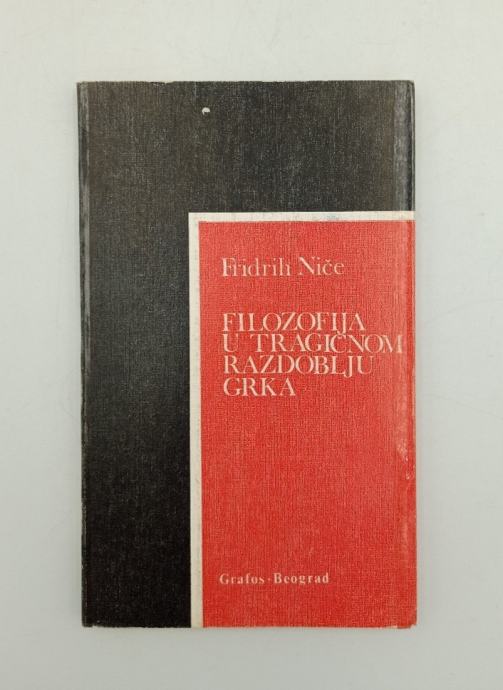 Fridrih Niče
FILOZOFIJA
U TRAGIČNOM
RAZDOBLJU
GRKA
Grafos · Beograd